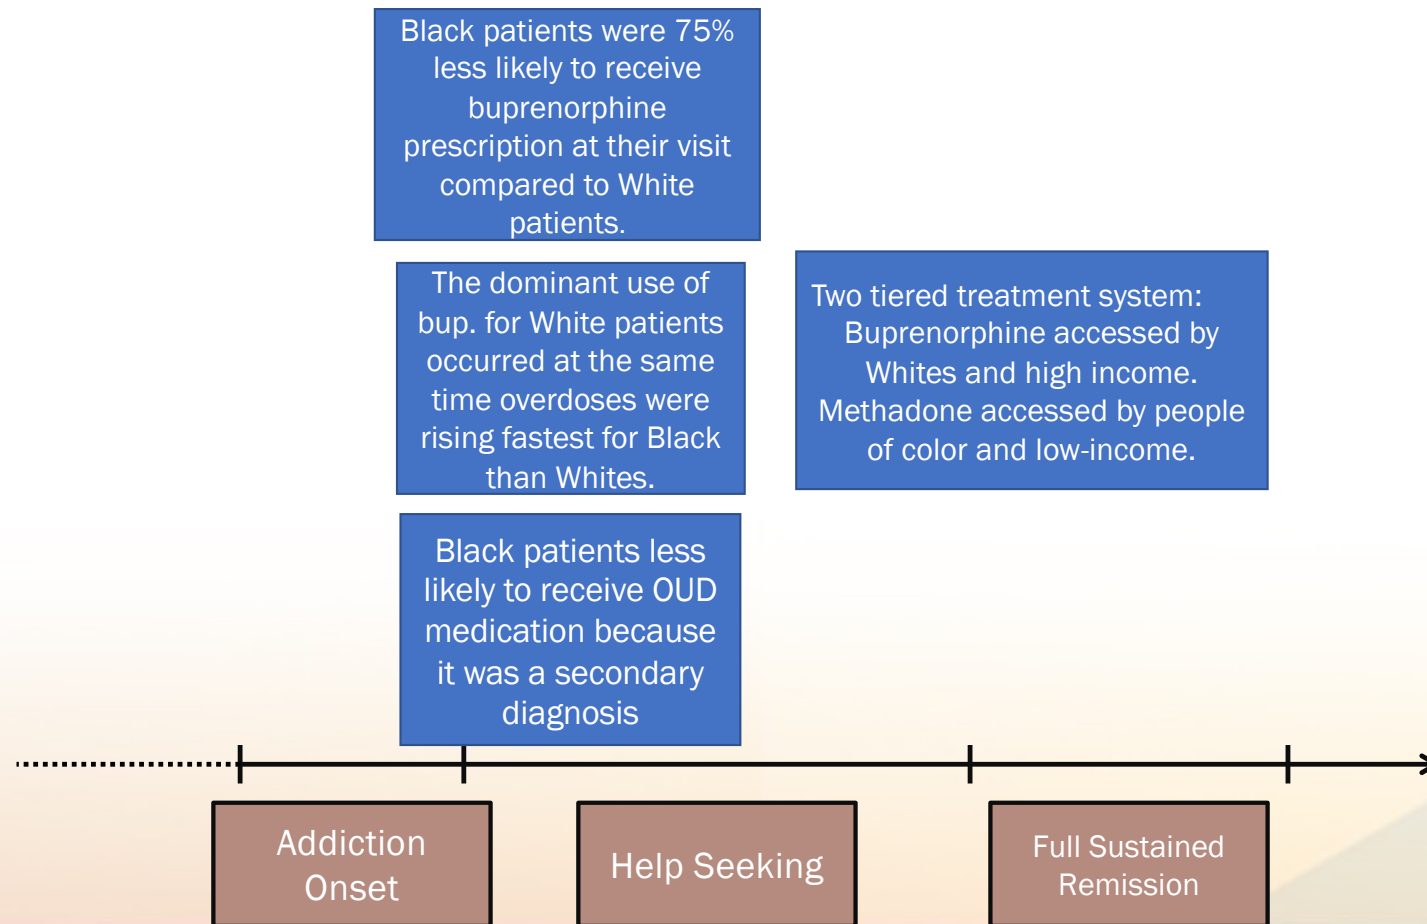 Black patients were 75%
less likely to receive
buprenorphine
prescription at their visit
compared to White
patients.
The dominant use of
bup. for White patients
occurred at the same
time overdoses were
rising fastest for Black
than Whites.
Two tiered treatment system:
Buprenorphine accessed by
Whites and high income.
Methadone accessed by people
of color and low-income.
Black patients less
likely to receive OUD
medication because
it was a secondary
diagnosis
Addiction
Onset
Help Seeking
Full Sustained
Remission